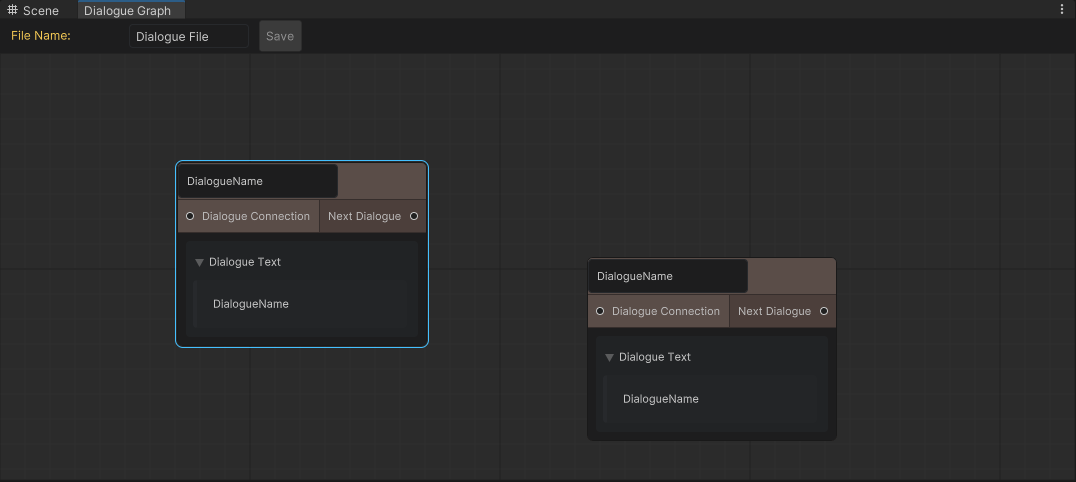 Scene
Dialogue Graph
File Name:
Dialogue File
Save
DialogueName
Dialogue Connection
Next Dialogue
Dialogue Text
DialogueName
DialogueName
Dialogue Connection
Next Dialogue
Dialogue Text
DialogueName